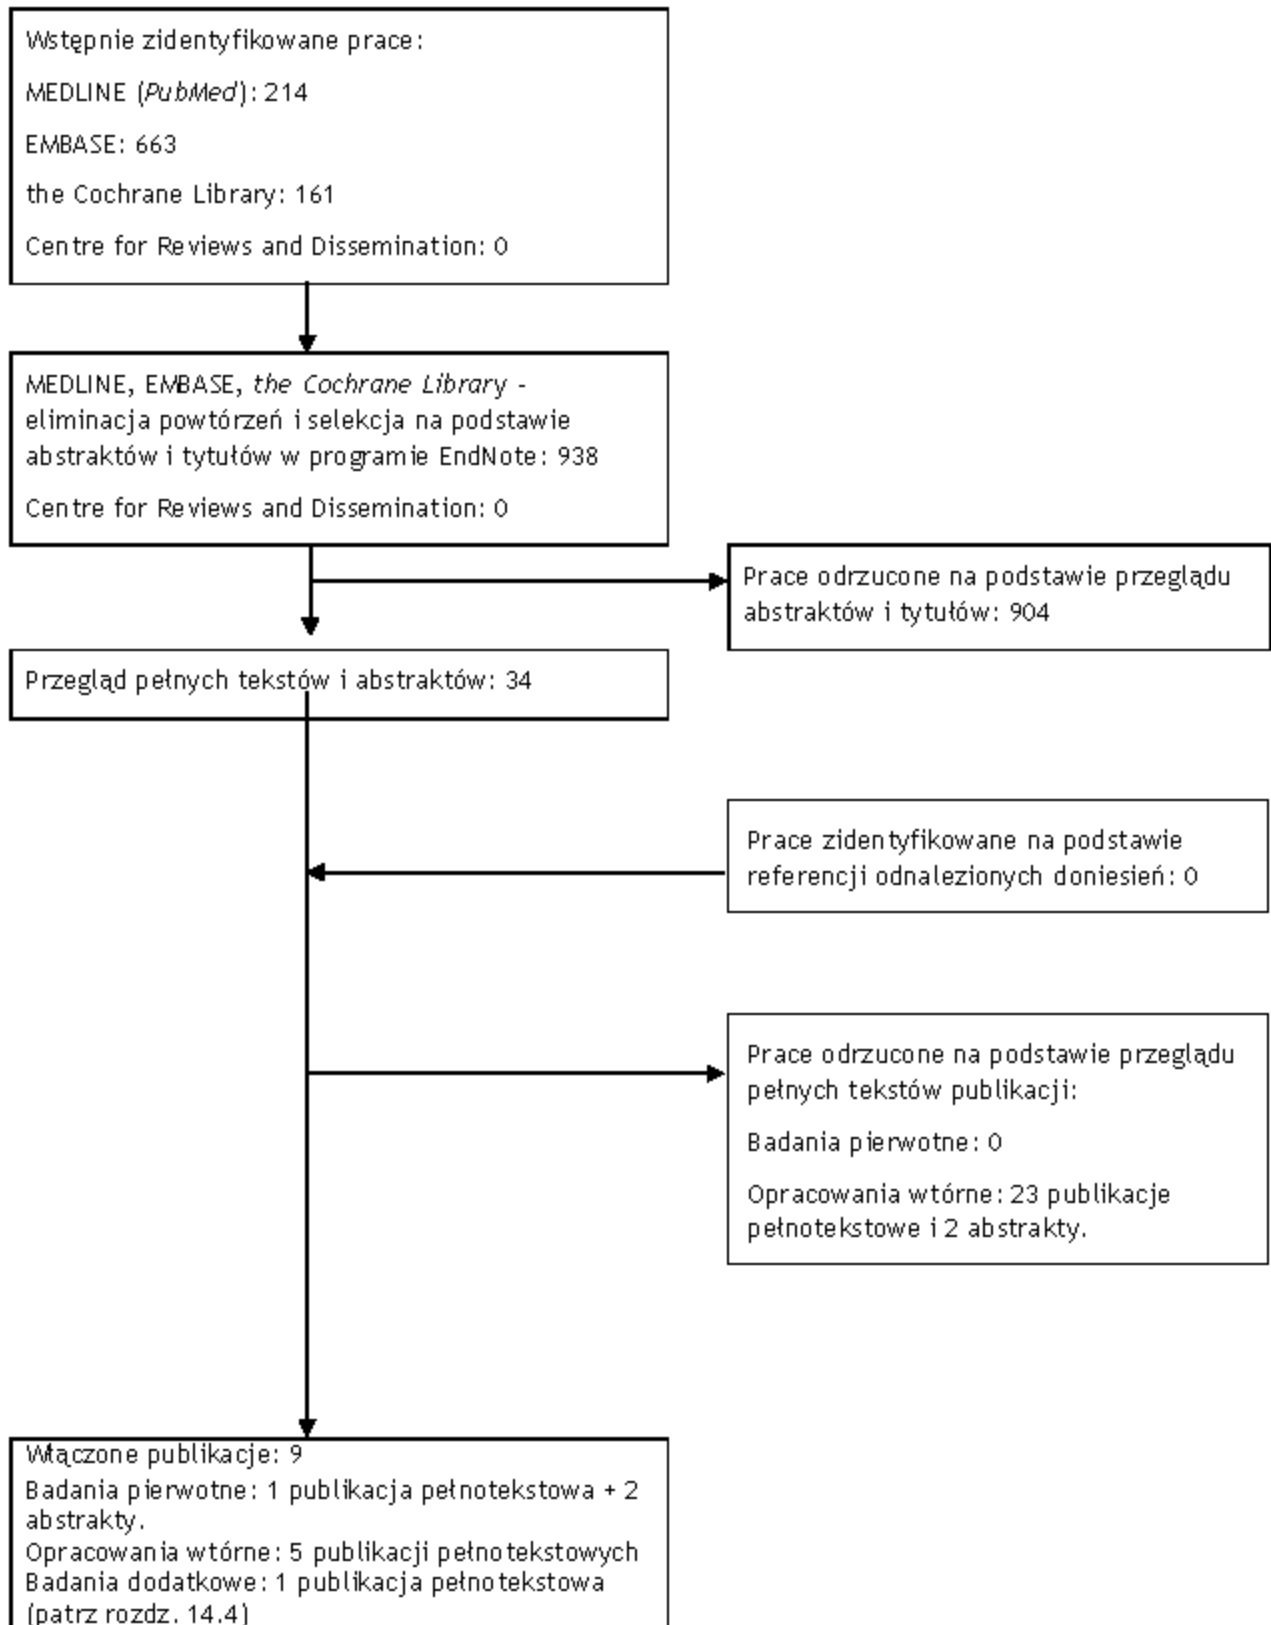 Wstępnie zidentyfikowane prace:
MEDLINE (PubMed): 214
EMBASE: 663
the Cochrane Library: 161
Centre for Reviews and Dissemination: 0
MEDLINE, EMBASE, the Cochrane Library -
eliminacja powtórzeń i selekcja na podstawie
abstraktów i tytułów w programie EndNote: 938
Centre for Reviews and Dissemination: 0
Prace odrzucone na podstawie przeglądu
abstraktów i tytułów: 904
Przegląd pełnych tekstów i abstraktów: 34
Prace zidentyfikowane na podstawie
referencji odnalezionych doniesień: 0
Prace odrzucone na podstawie przeglądu
pełnych tekstów publikacji:
Badania pierwotne: 0
Opracowania wtórne: 23 publikacje
pełnotekstowe i 2 abstrakty.
Włączone publikacje: 9
Badania pierwotne: 1 publikacja pełnotekstowa + 2
abstrakty.
Opracowania wtórne: 5 publikacji pełnotekstowych
Badania dodatkowe: 1 publikacja pełnotekstowa
(patrz rozdz. 14.4)